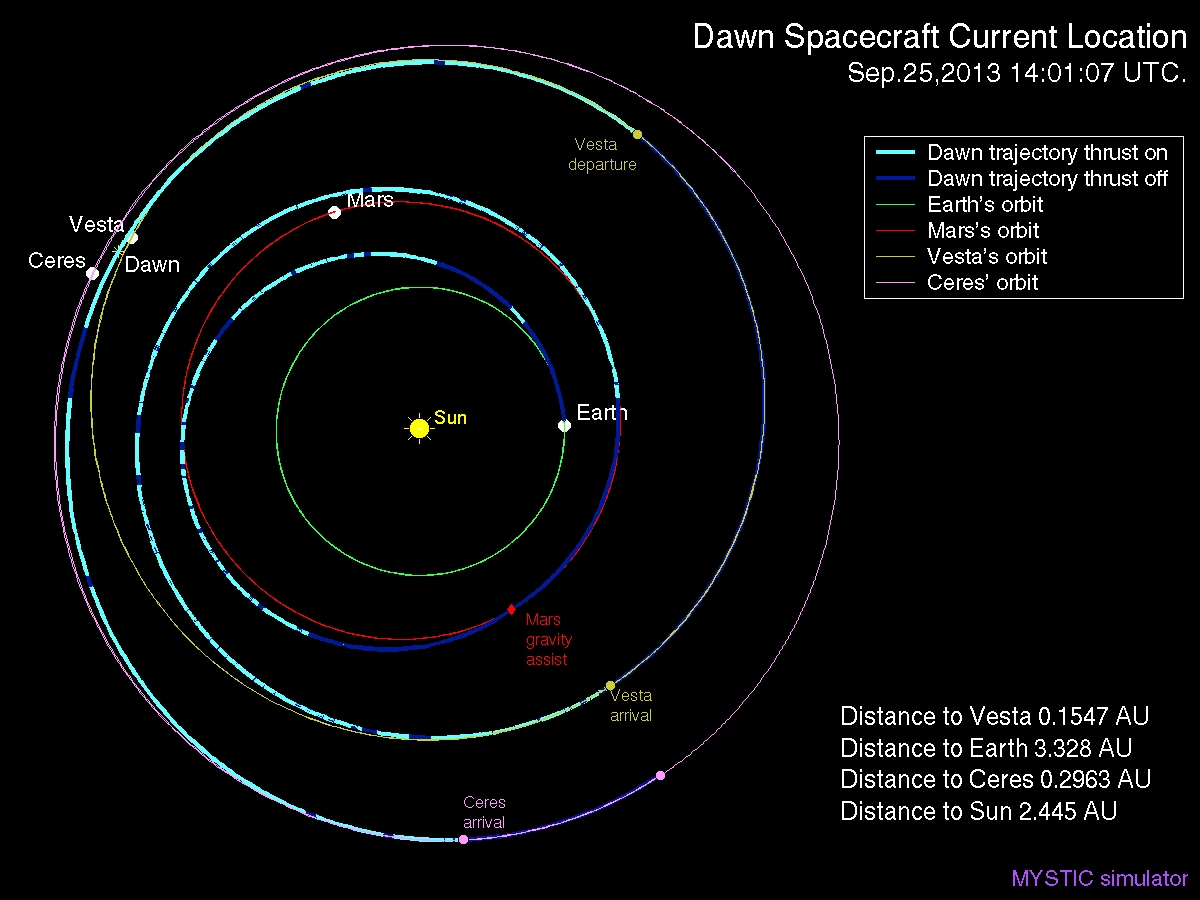 Dawn Spacecraft Current Location
Sep.25,2013 14:01:07 UTC.
Dawn trajectory thrust on
Dawn trajectory thrust off
Earth's orbit
Mars's orbit
Vesta's orbit
Ceres' orbit
Vesta
departure
Mars
Vesta
Ceres
Dawn
Sun
Earth
Mars
gravity
assist
Vesta
arrival
Ceres
arrival
Distance to Vesta 0.1547 AU
Distance to Earth 3.328 AU
Distance to Ceres 0.2963 AU
Distance to Sun 2.445 AU
MYSTIC simulator